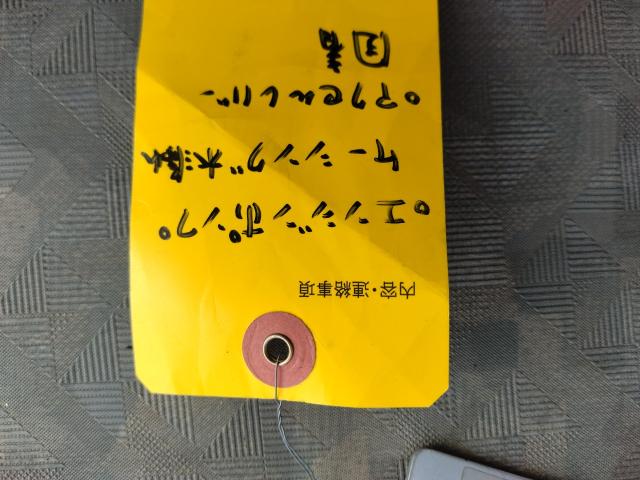 内容・連絡事項
○エンジンポンプ
ケーシング水漏
○アクセルレバー
固着